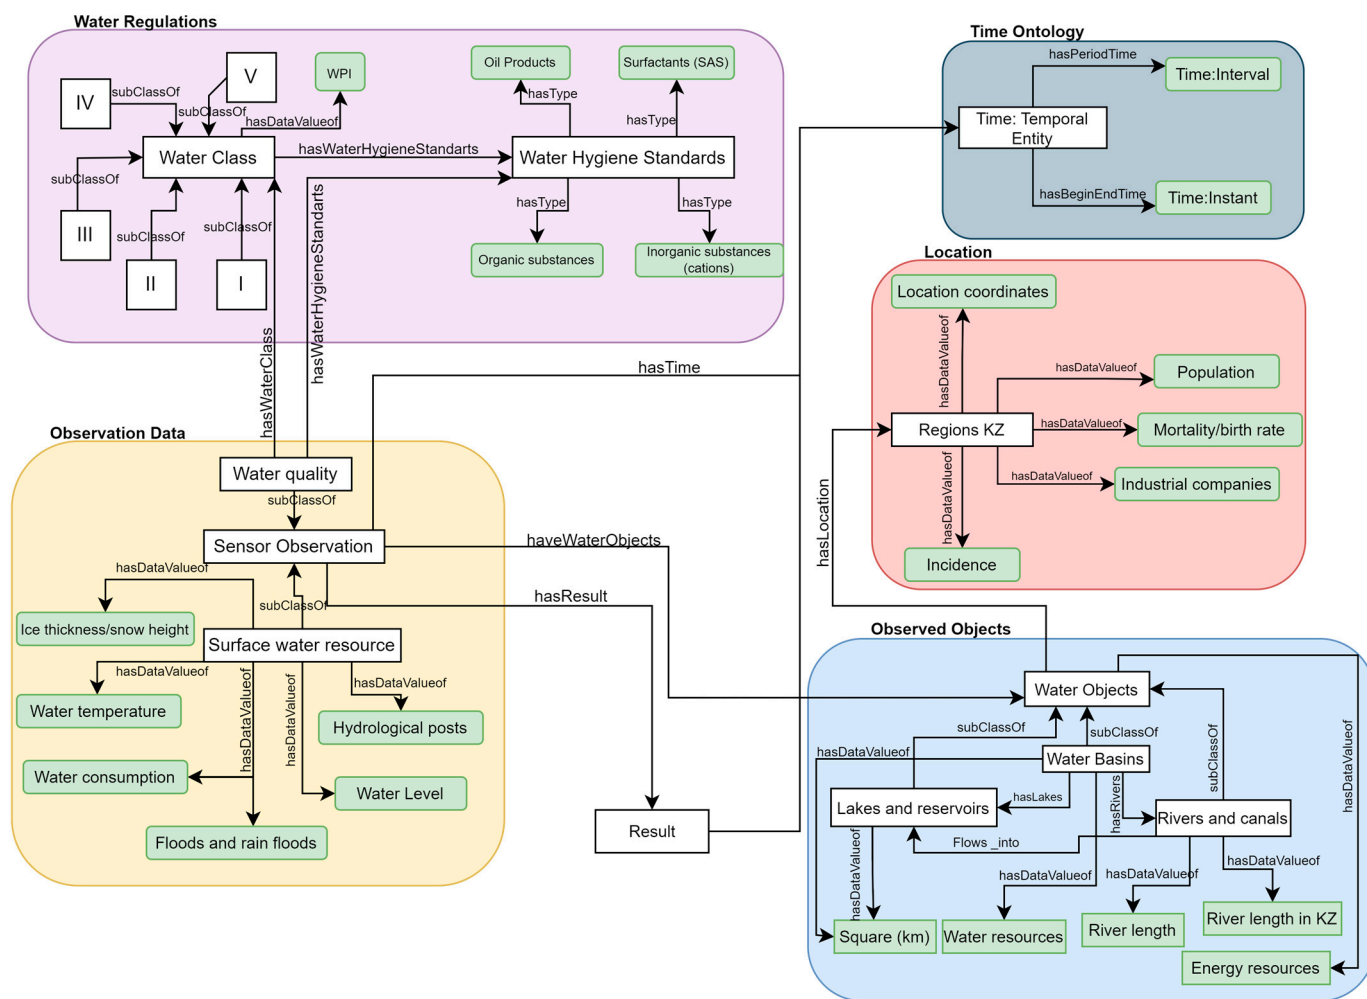 Water Regulations
IV
V
WPI
subClassOf
subClassOf
hasDataValueof
Water Class
subClassOf
III
subClassOf
II
I
hasWaterHygieneStandarts
Oil Products
Surfactants (SAS)
hasType
hasType
Water Hygiene Standards
hasType
hasType
Organic substances
Inorganic substances
(cations)
hasWaterClass
hasWaterHygieneStandarts
hasTime
Time Ontology
hasPeriodTime
Time:Interval
Time: Temporal
Entity
hasBeginEndTime
Time:Instant
Location
Location coordinates
hasDataValueof
hasDataValueof
Population
Regions KZ
hasDataValueof
Mortality/birth rate
hasDataValueof
hasDataValueof
Industrial companies
Incidence
hasLocation
Observation Data
Water quality
subClassOf
Sensor Observation
haveWaterObjects
hasResult
hasDataValueof
subClassOf
Ice thickness/snow height
Surface water resource
hasDataValueof
hasDataValueof
hasDataValueof
hasDataValueof
Water temperature
Hydrological posts
Water consumption
Water Level
Floods and rain floods
Result
Observed Objects
Water Objects
subClassOf
subClassOf
subClassOf
hasDataValueof
hasDataValueof
Water Basins
Lakes and reservoirs
hasLakes
hasRivers
Rivers and canals
Flows _into
hasDataValueof
hasDataValueof
hasDataValueof
hasDataValueof
Square (km)
Water resources
River length
River length in KZ
Energy resources